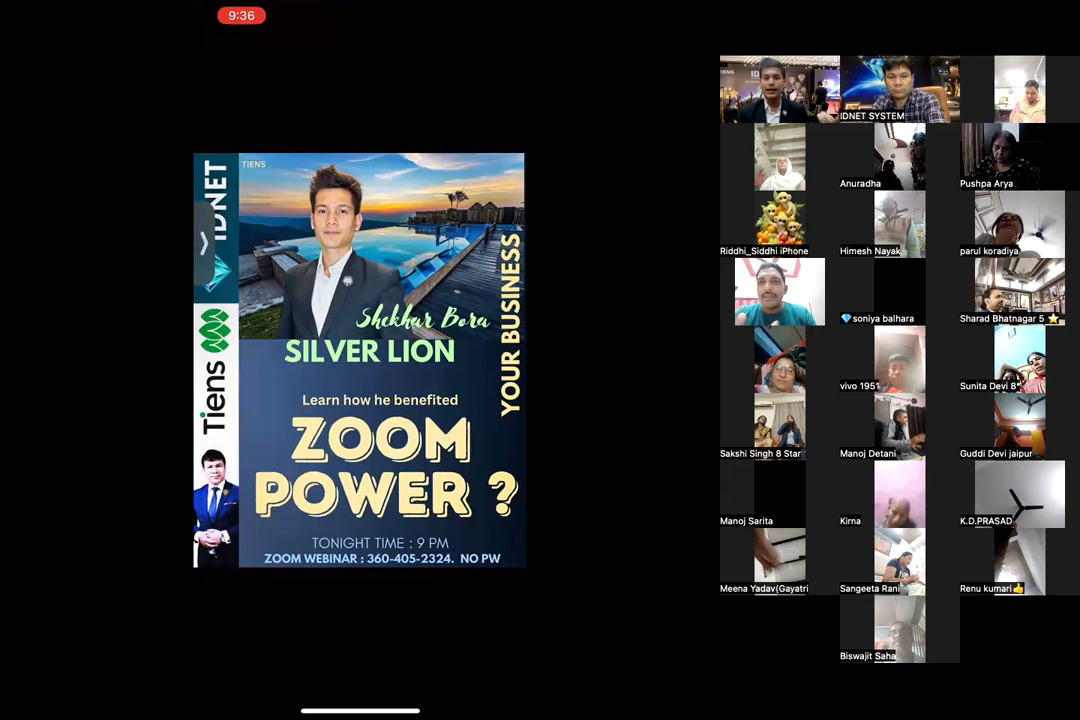 9:36
IDNET
TIENS
Tiens
YOUR BUSINESS
Shekhar Bora
SILVER LION
Learn how he benefited
ZOOM
POWER ?
TONIGHT TIME : 9 PM
ZOOM WEBINAR : 360-405-2324. NO PW
IDNET SYSTEM
Anuradha
Pushpa Arya
Riddhi_Siddhi iPhone
Himesh Nayak
parul koradiya
💎soniya balhara
Sharad Bhatnagar 5 ⭐
vivo 1951
Sunita Devi 8*
Sakshi Singh 8 Star
Manoj Detani
Guddi Devi jaipur
Manoj Sarita
Kirna
K.D.PRASAD
Meena Yadav(Gayatri
Sangeeta Rani
Renu kumari👍
Biswajit Saha